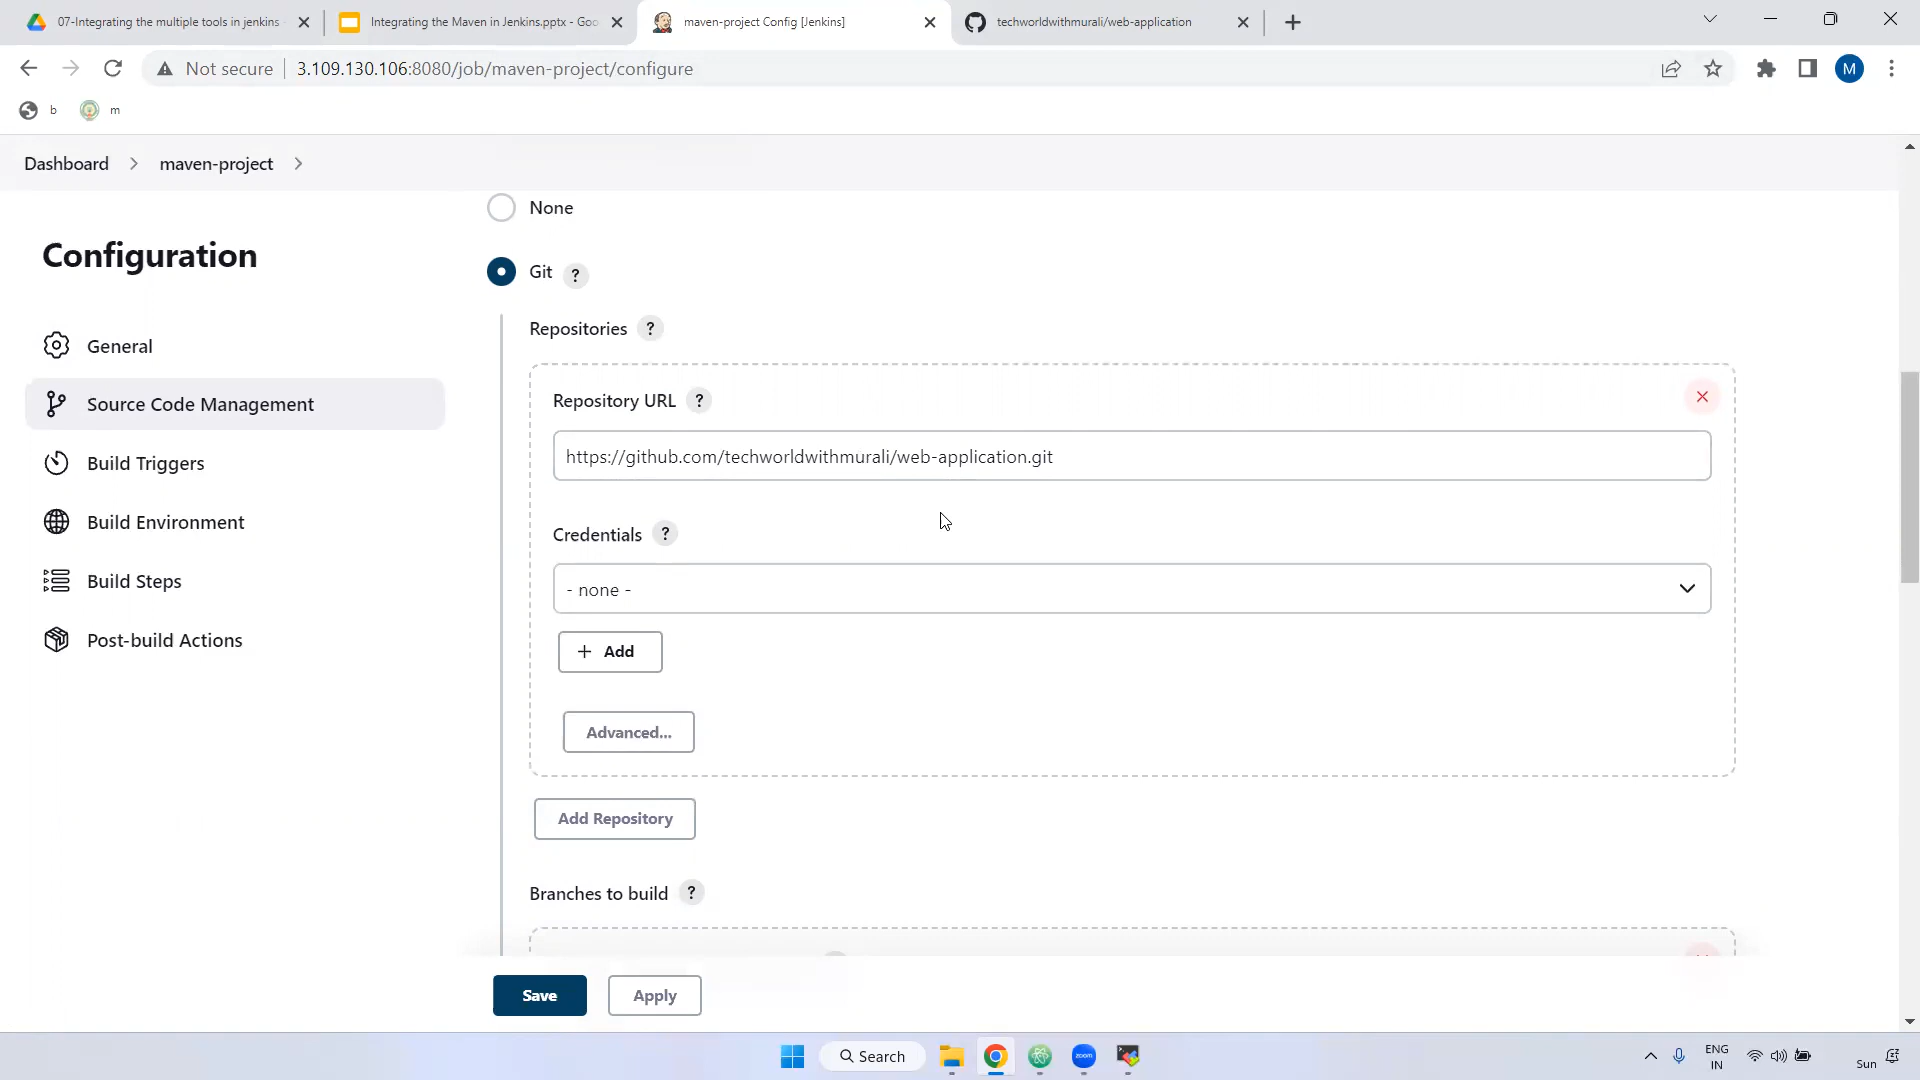 07-Integrating the multiple tools in jenkins
Integrating the Maven in Jenkins.pptx - Goo
maven-project Config [Jenkins]
techworldwithmurali/web-application
Not secure
3.109.130.106:8080/job/maven-project/configure
M
b
m
Dashboard
maven-project
None
Configuration
Git ?
General
Repositories ?
Source Code Management
Repository URL ?
Build Triggers
https://github.com/techworldwithmurali/web-application.git
Build Environment
Credentials ?
Build Steps
- none -
Post-build Actions
+ Add
Advanced...
Add Repository
Branches to build ?
Save
Apply
Search
zoom
ENG
IN
Sun